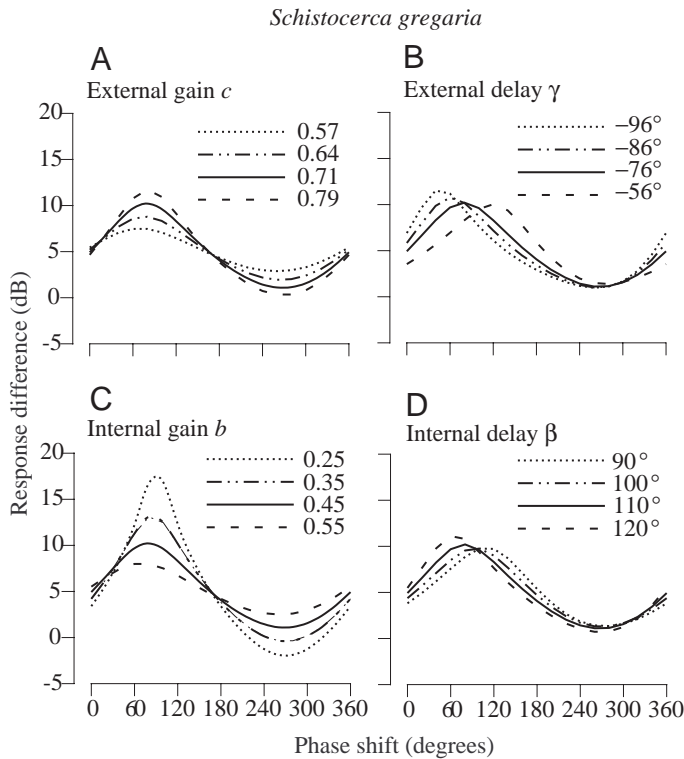 Schistocerca gregaria
A
External gain c
0.57
0.64
0.71
0.79
B
External delay γ
−96°
−86°
−76°
−56°
20
15
10
5
0
-5
Response difference (dB)
C
Internal gain b
0.25
0.35
0.45
0.55
D
Internal delay β
90°
100°
110°
120°
20
15
10
5
0
-5
0 60 120 180 240 300 360
0 60 120 180 240 300 360
Phase shift (degrees)